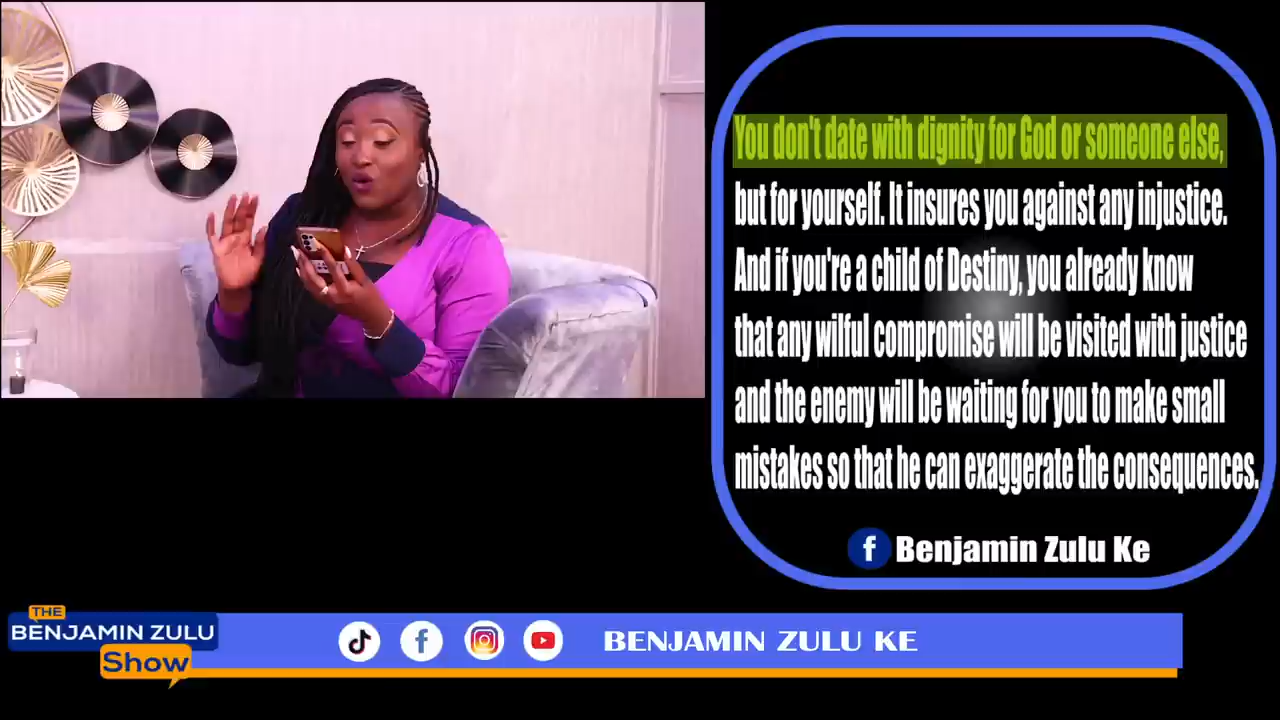 You don't date with dignity for God or someone else,
but for yourself. It insures you against any injustice.
And if you're a child of Destiny, you already know
that any wilful compromise will be visited with justice
and the enemy will be waiting for you to make small
mistakes so that he can exaggerate the consequences.
f Benjamin Zulu Ke
THE
BENJAMIN ZULU
Show
BENJAMIN ZULU KE